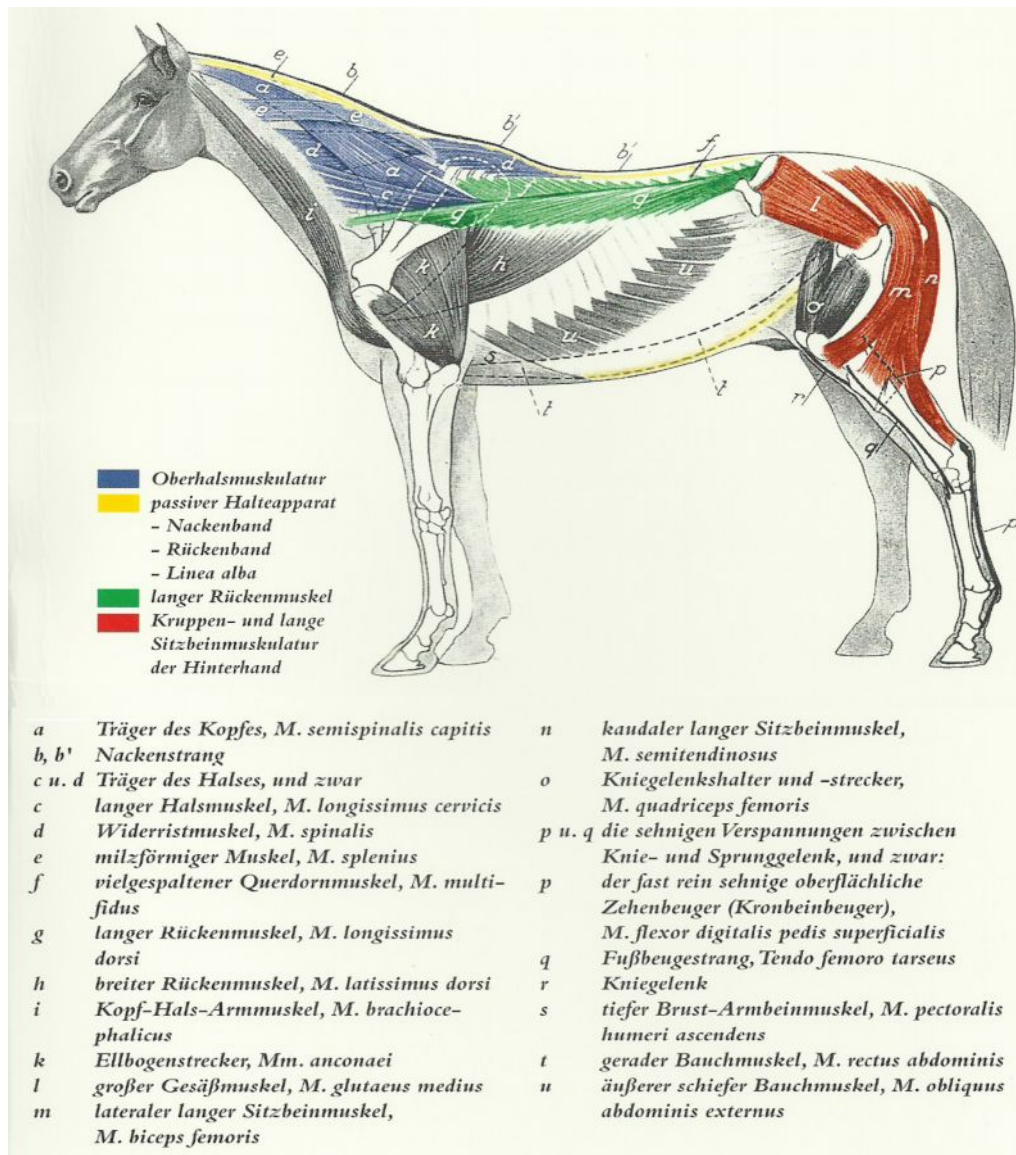 e
b
a
e
e
b'
d
a
d
b'
f
c
g
g
l
l
k
h
u
m
n
o
k
u
s
t
t
r
p
q
p
Oberhalsmuskulatur
passiver Halteapparat
- Nackenband
- Rückenband
- Linea alba
langer Rückenmuskel
Kruppen- und lange
Sitzbeinmuskulatur
der Hinterhand
a Träger des Kopfes, M. semispinalis capitis
b, b' Nackenstrang
c u. d Träger des Halses, und zwar
c langer Halsmuskel, M. longissimus cervicis
d Widerristmuskel, M. spinalis
e milzförmiger Muskel, M. splenius
f vielgespaltener Querdornmuskel, M. multi-
fidus
g langer Rückenmuskel, M. longissimus
dorsi
h breiter Rückenmuskel, M. latissimus dorsi
i Kopf-Hals-Armmuskel, M. brachioce-
phalicus
k Ellbogenstrecker, Mm. anconaei
l großer Gesäßmuskel, M. glutaeus medius
m lateraler langer Sitzbeinmuskel,
M. biceps femoris
n kaudaler langer Sitzbeinmuskel,
M. semitendinosus
o Kniegelenkshalter und -strecker,
M. quadriceps femoris
p u. q die sehnigen Verspannungen zwischen
Knie- und Sprunggelenk, und zwar:
p der fast rein sehnige oberflächliche
Zehenbeuger (Kronbeinbeuger),
M. flexor digitalis pedis superficialis
q Fußbeugestrang, Tendo femoro tarseus
r Kniegelenk
s tiefer Brust-Armbeinmuskel, M. pectoralis
humeri ascendens
t gerader Bauchmuskel, M. rectus abdominis
u äußerer schiefer Bauchmuskel, M. obliquus
abdominis externus